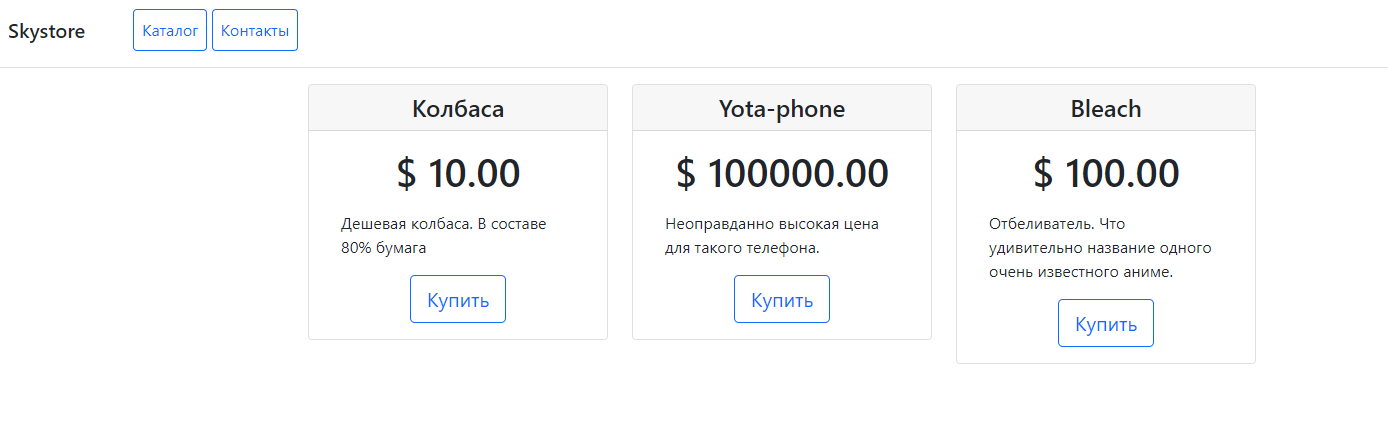 Skystore
Каталог
Контакты
Колбаса
$ 10.00
Дешевая колбаса. В составе
80% бумага
Купить
Yota-phone
$ 100000.00
Неоправданно высокая цена
для такого телефона.
Купить
Bleach
$ 100.00
Отбеливатель. Что
удивительно название одного
очень известного аниме.
Купить